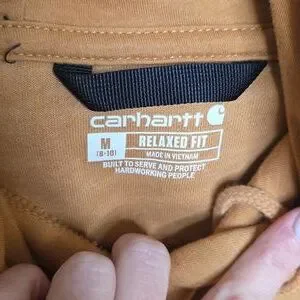 carhartt
M RELAXED FIT
(8-10) MADE IN VIETNAM
BUILT TO SERVE AND PROTECT
HARDWORKING PEOPLE